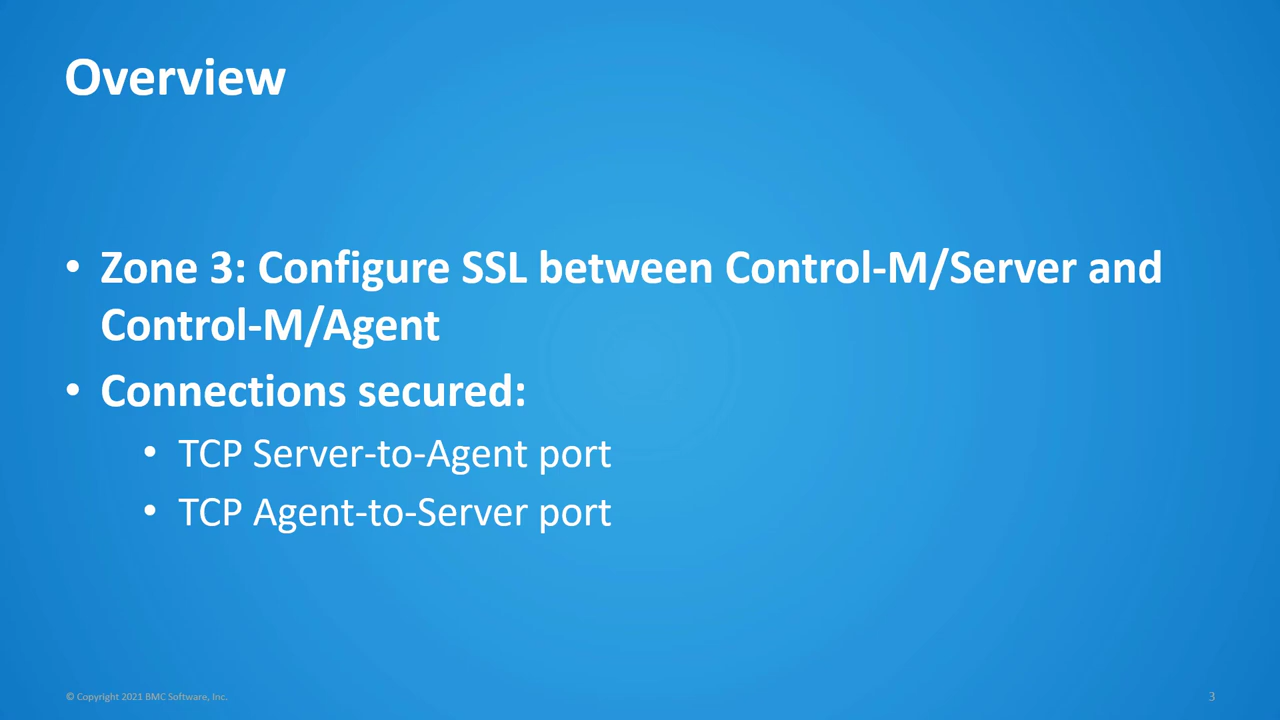 Overview
• Zone 3: Configure SSL between Control-M/Server and
Control-M/Agent
• Connections secured:
• TCP Server-to-Agent port
• TCP Agent-to-Server port
© Copyright 2021 BMC Software, Inc.
3